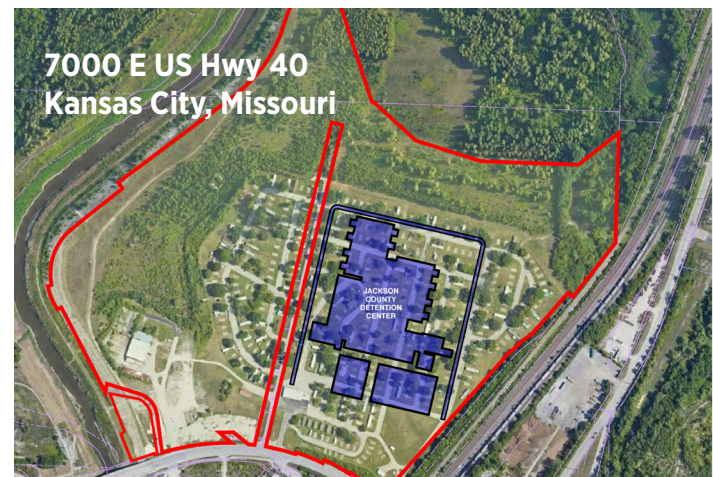 7000 E US Hwy 40
Kansas City, Missouri
JACKSON
COUNTY
DETENTION
CENTER